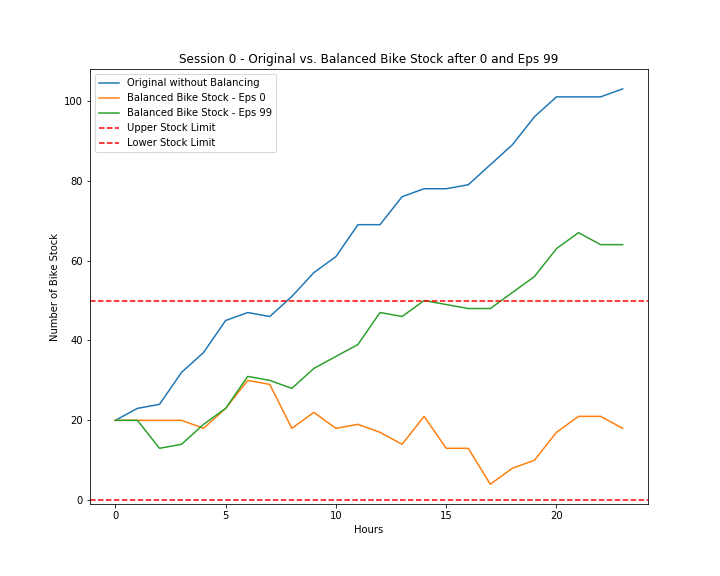 Session 0 - Original vs. Balanced Bike Stock after 0 and Eps 99
Original without Balancing
Balanced Bike Stock - Eps 0
Balanced Bike Stock - Eps 99
Upper Stock Limit
Lower Stock Limit
Number of Bike Stock
100
80
60
40
20
0
0 5 10 15 20
Hours